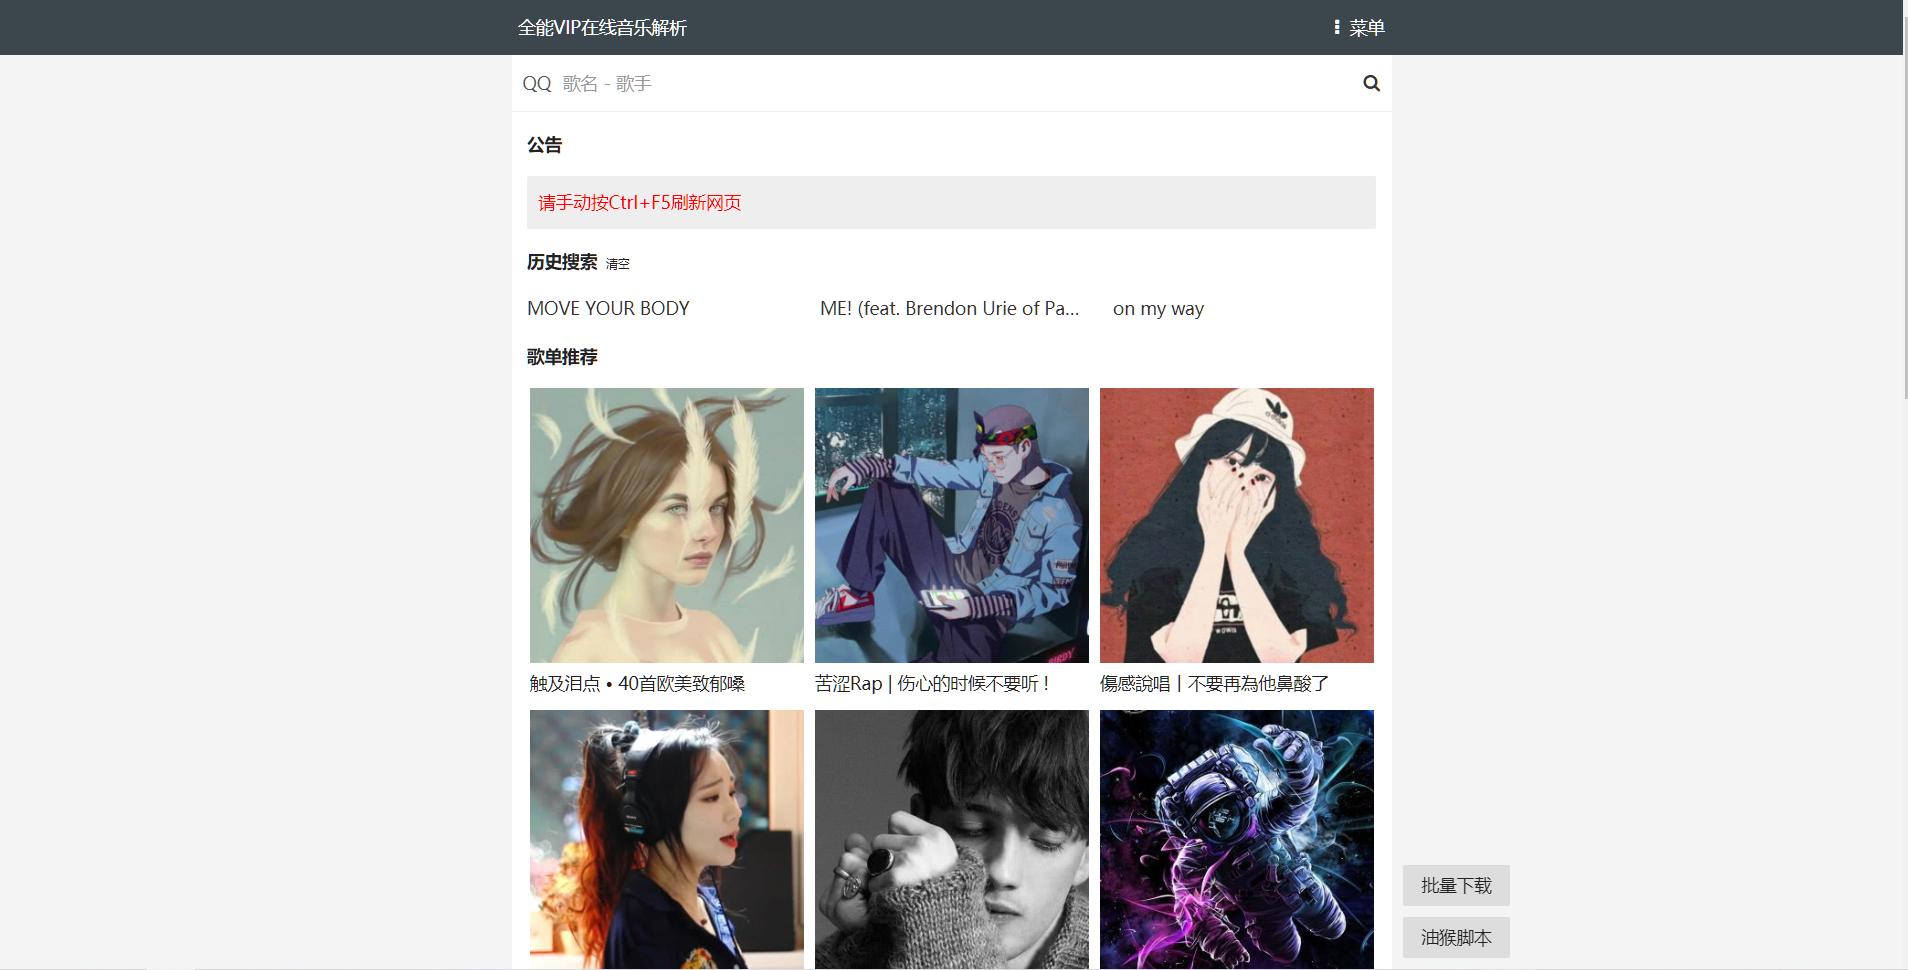 全能VIP在线音乐解析
菜单
QQ 歌名 - 歌手
公告
请手动按Ctrl+F5刷新网页
历史搜索 清空
MOVE YOUR BODY
ME! (feat. Brendon Urie of Pa...
on my way
歌单推荐
触及泪点 • 40首欧美致郁嗓
苦涩Rap | 伤心的时候不要听！
傷感說唱丨不要再為他鼻酸了
批量下载
油猴脚本